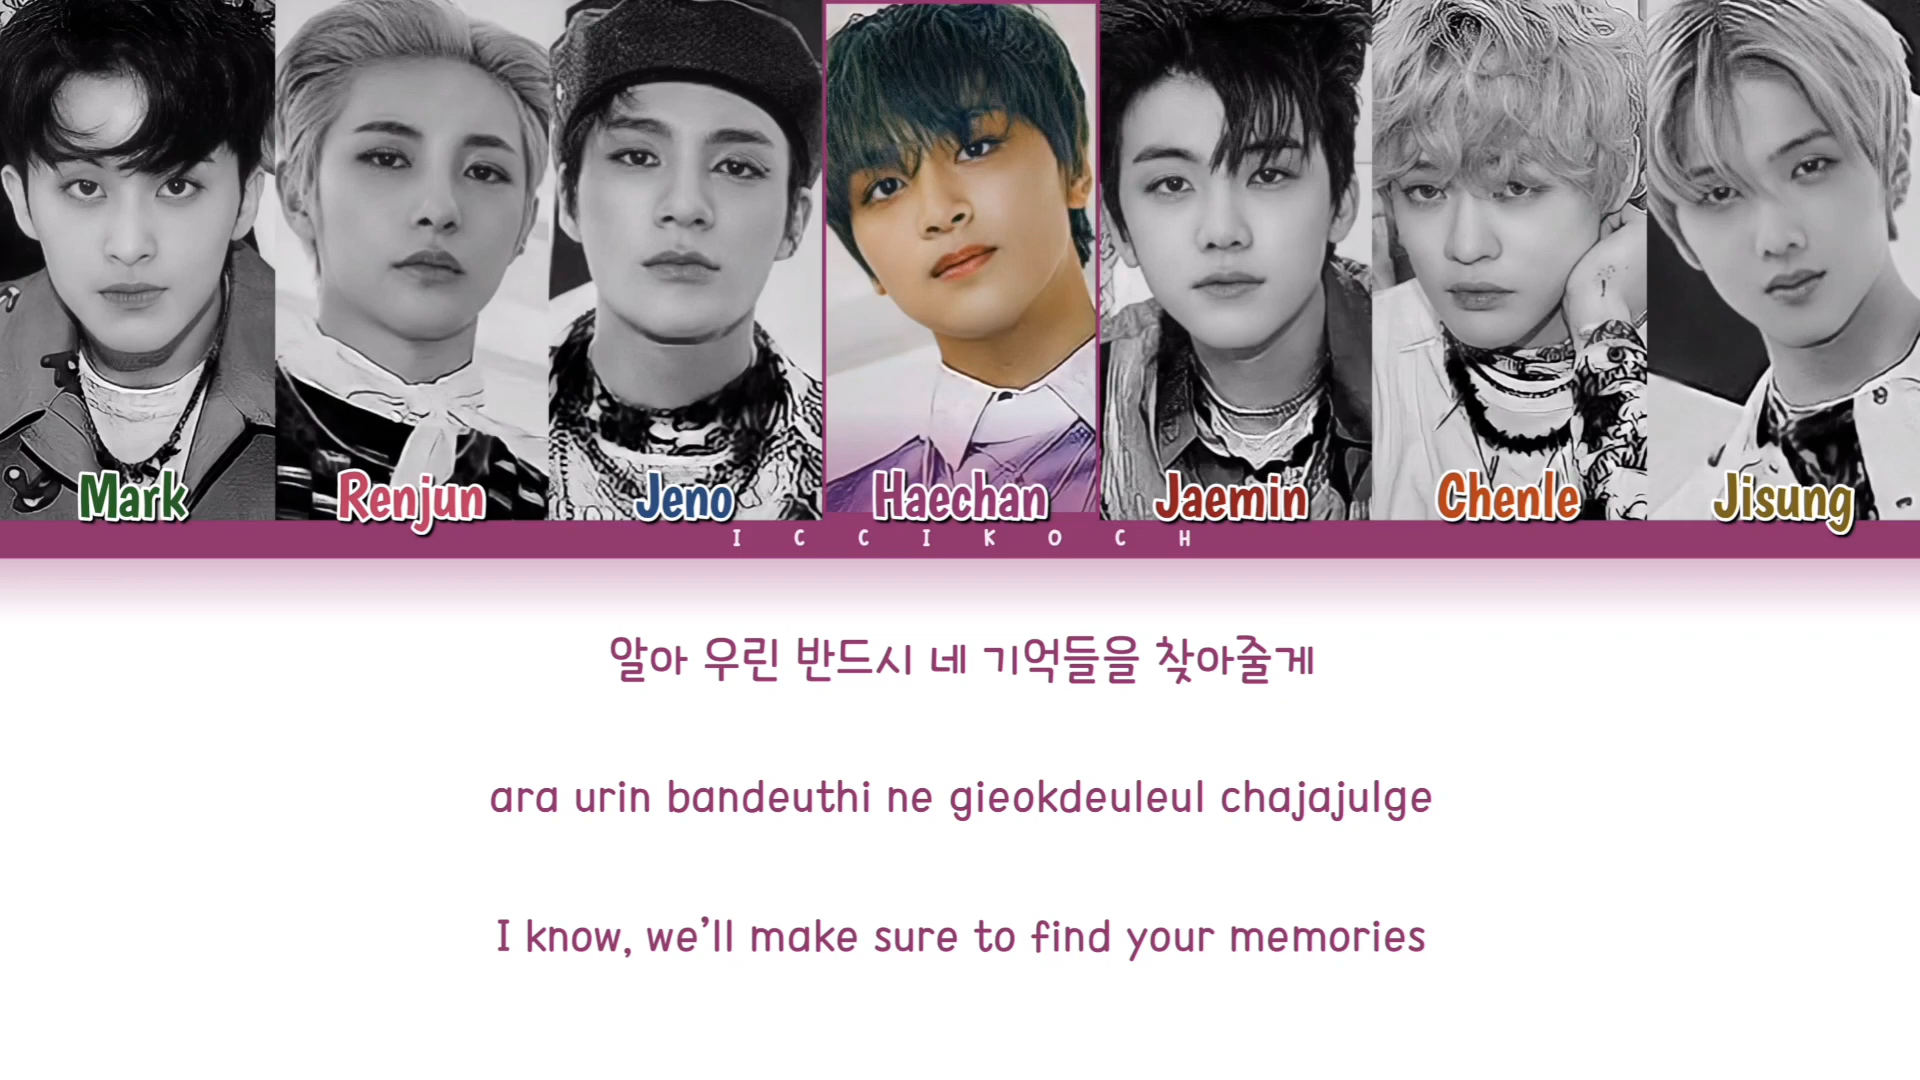 Mark Renjun Jeno Haechan Jaemin Chenle Jisung
ICCIKOCH
알아 우린 반드시 네 기억들을 찾아줄게
ara urin bandeuthi ne gieokdeuleul chajajulge
I know, we’ll make sure to find your memories